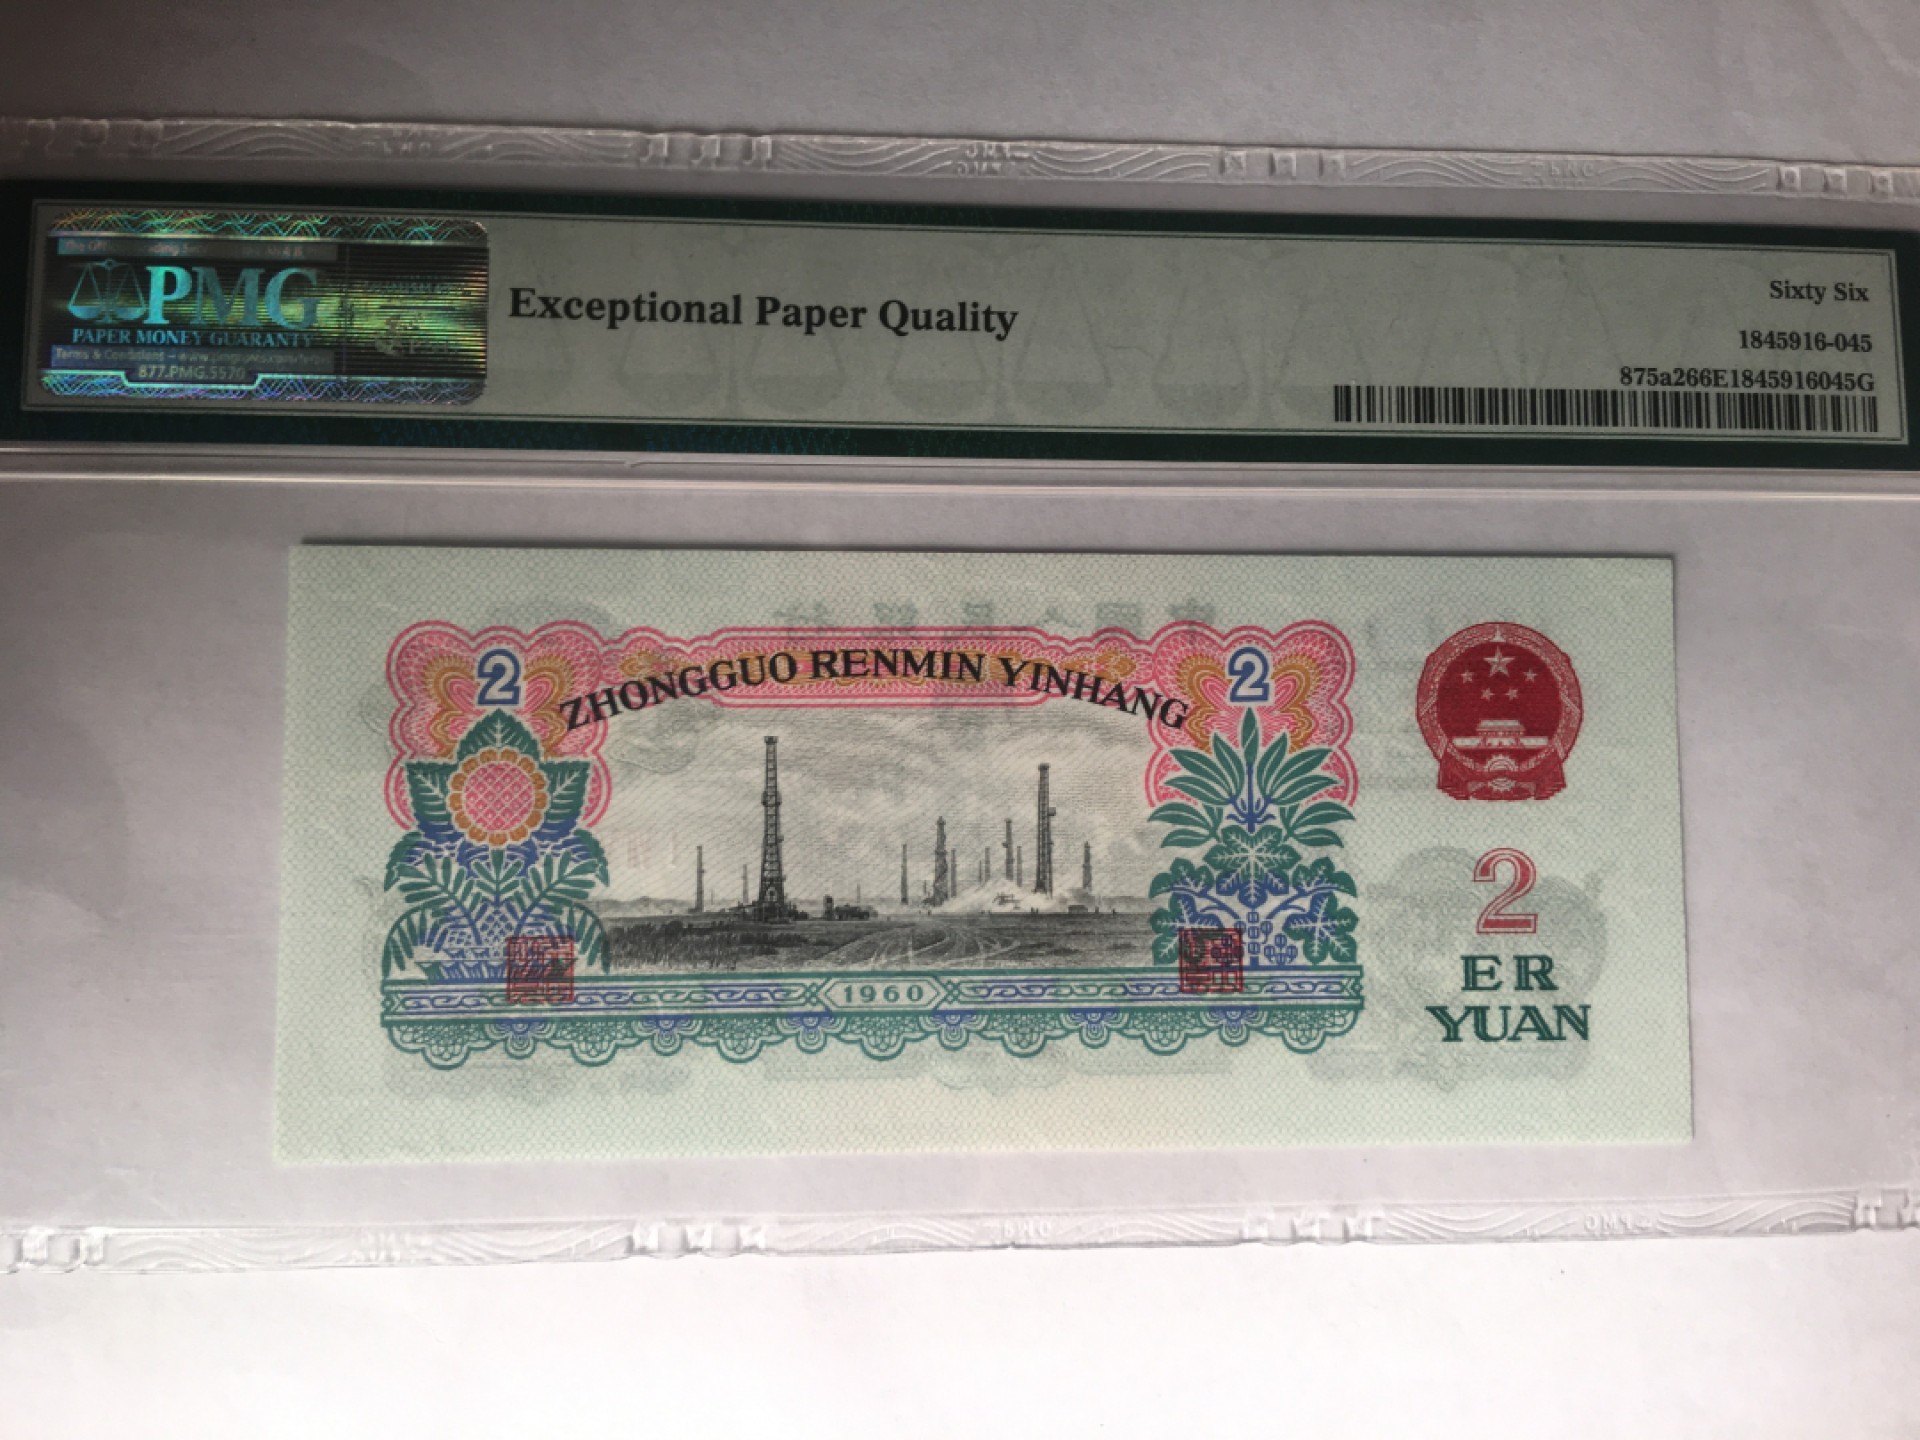 PMG
PAPER MONEY GUARANTY
877.PMG.5570
Exceptional Paper Quality
Sixty Six
1845916-045
875a266E1845916045G
2
ZHONGGUO RENMIN YINHANG
2
1960
2
ER
YUAN